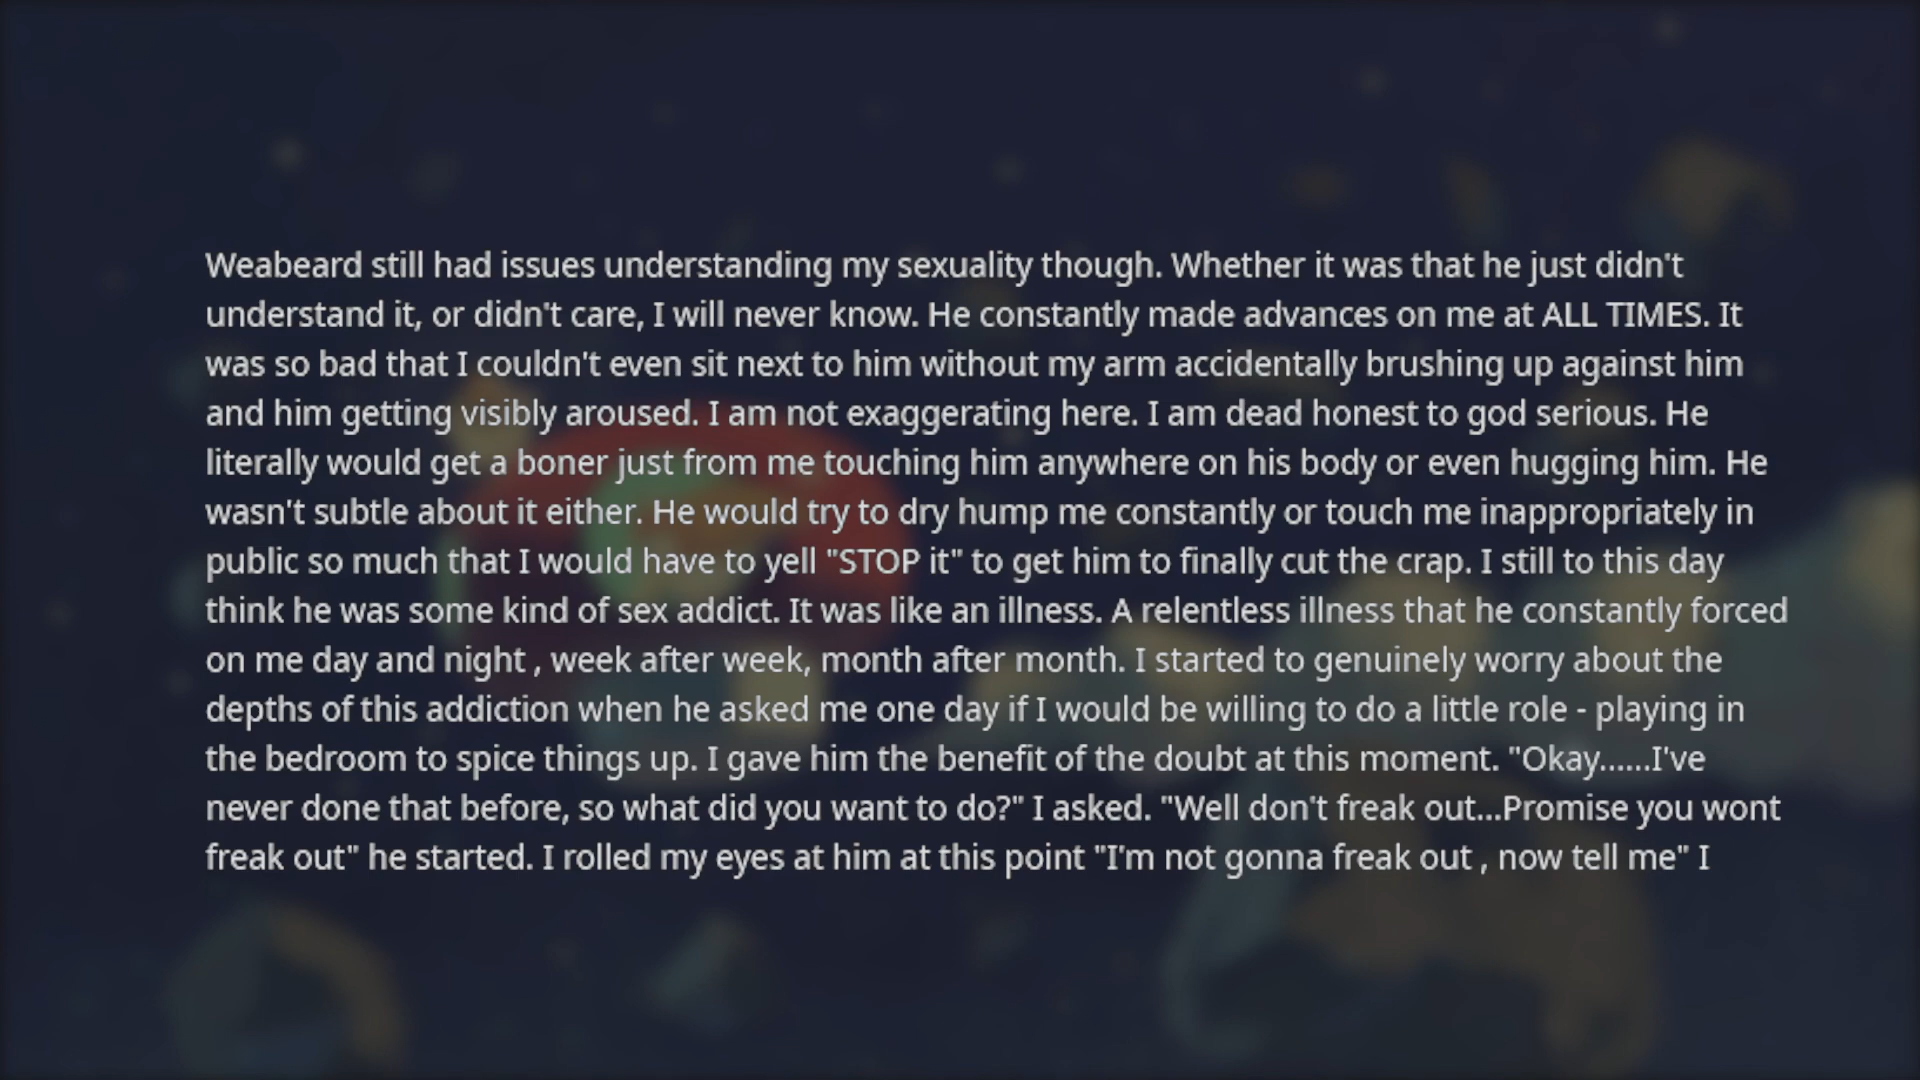 Weabeard still had issues understanding my sexuality though. Whether it was that he just didn't
understand it, or didn't care, I will never know. He constantly made advances on me at ALL TIMES. It
was so bad that I couldn't even sit next to him without my arm accidentally brushing up against him
and him getting visibly aroused. I am not exaggerating here. I am dead honest to god serious. He
literally would get a boner just from me touching him anywhere on his body or even hugging him. He
wasn't subtle about it either. He would try to dry hump me constantly or touch me inappropriately in
public so much that I would have to yell "STOP it" to get him to finally cut the crap. I still to this day
think he was some kind of sex addict. It was like an illness. A relentless illness that he constantly forced
on me day and night , week after week, month after month. I started to genuinely worry about the
depths of this addiction when he asked me one day if I would be willing to do a little role - playing in
the bedroom to spice things up. I gave him the benefit of the doubt at this moment. "Okay......I've
never done that before, so what did you want to do?" I asked. "Well don't freak out...Promise you wont
freak out" he started. I rolled my eyes at him at this point "I'm not gonna freak out , now tell me" I